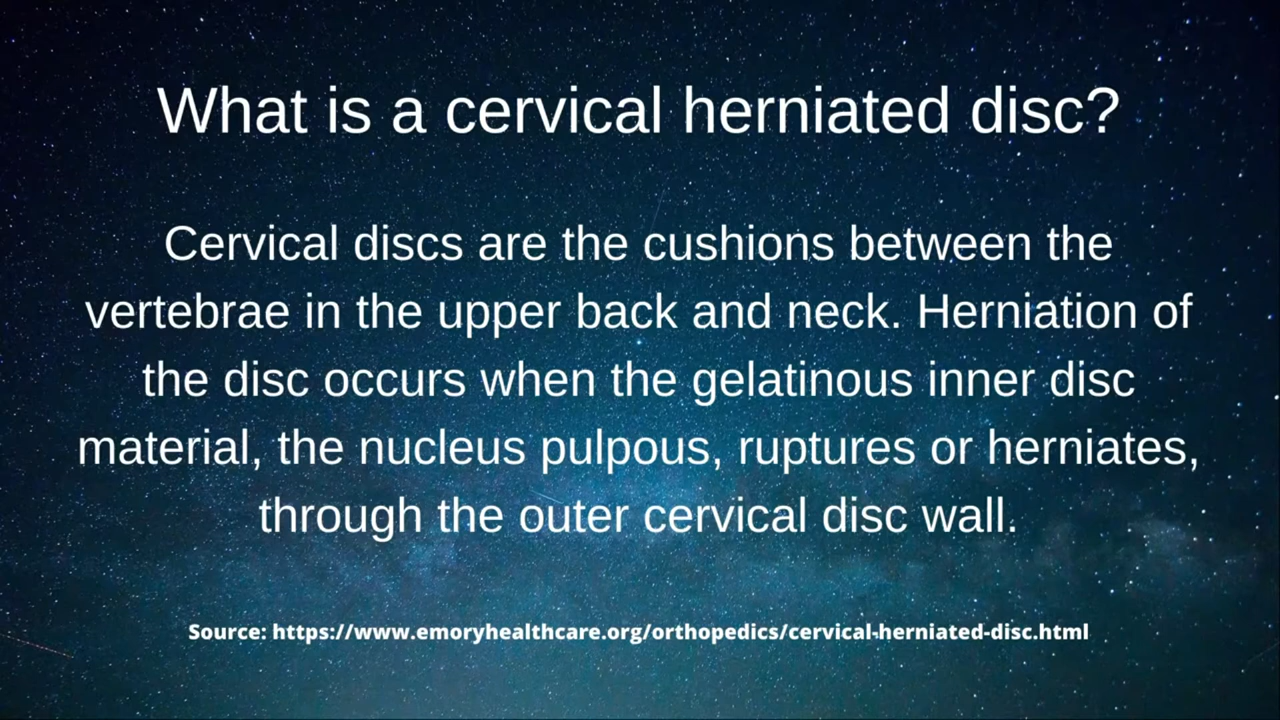 What is a cervical herniated disc?
Cervical discs are the cushions between the
vertebrae in the upper back and neck. Herniation of
the disc occurs when the gelatinous inner disc
material, the nucleus pulpous, ruptures or herniates,
through the outer cervical disc wall.
Source: https://www.emoryhealthcare.org/orthopedics/cervical-herniated-disc.html